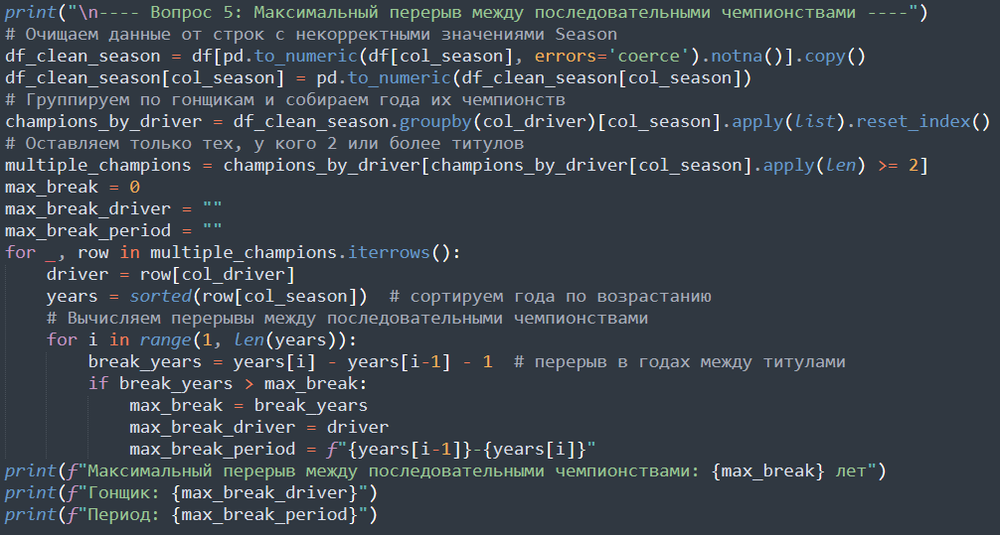 print("\n---- Вопрос 5: Максимальный перерыв между последовательными чемпионствами ----")
# Очищаем данные от строк с некорректными значениями Season
df_clean_season = df[pd.to_numeric(df[col_season], errors='coerce').notna()].copy()
df_clean_season[col_season] = pd.to_numeric(df_clean_season[col_season])
# Группируем по гонщикам и собираем года их чемпионств
champions_by_driver = df_clean_season.groupby(col_driver)[col_season].apply(list).reset_index()
# Оставляем только тех, у кого 2 или более титулов
multiple_champions = champions_by_driver[champions_by_driver[col_season].apply(len) >= 2]
max_break = 0
max_break_driver = ""
max_break_period = ""
for _, row in multiple_champions.iterrows():
    driver = row[col_driver]
    years = sorted(row[col_season])  # сортируем года по возрастанию
    # Вычисляем перерывы между последовательными чемпионствами
    for i in range(1, len(years)):
        break_years = years[i] - years[i-1] - 1  # перерыв в годах между титулами
        if break_years > max_break:
            max_break = break_years
            max_break_driver = driver
            max_break_period = f"{years[i-1]}-{years[i]}"
print(f"Максимальный перерыв между последовательными чемпионствами: {max_break} лет")
print(f"Гонщик: {max_break_driver}")
print(f"Период: {max_break_period}")